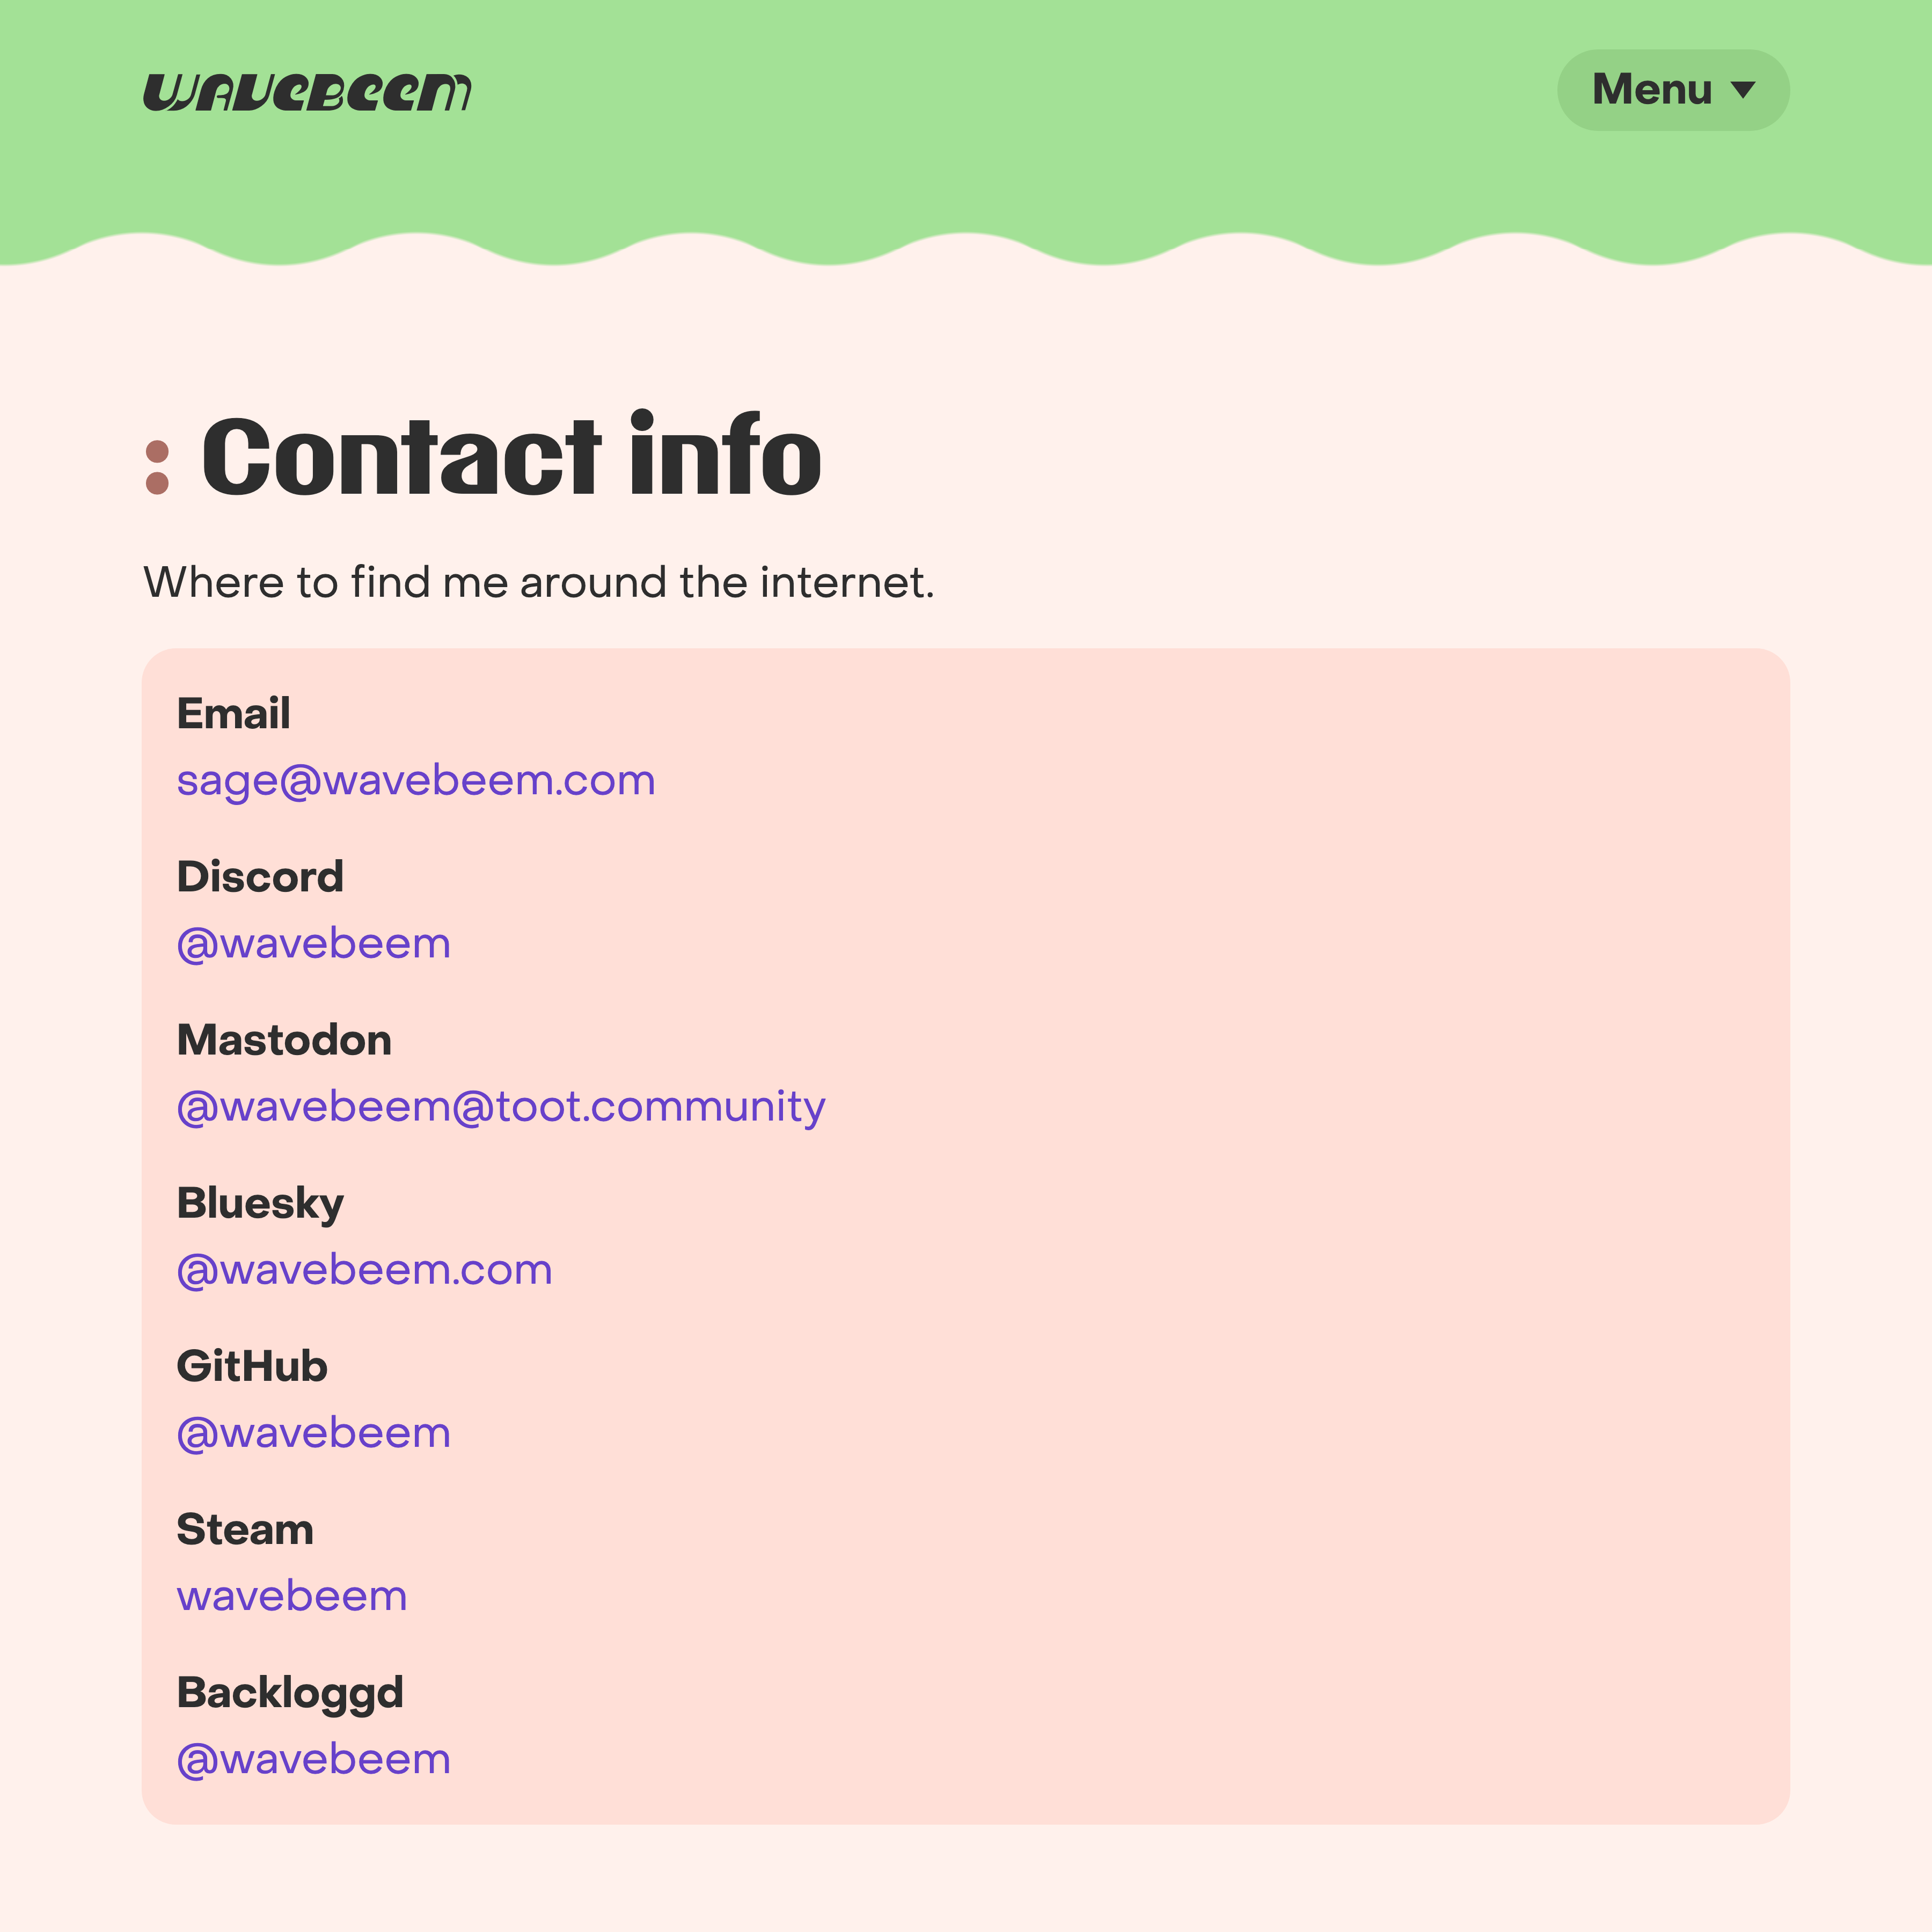 wavebeem
Menu
: Contact info
Where to find me around the internet.
Email
sage@wavebeem.com
Discord
@wavebeem
Mastodon
@wavebeem@toot.community
Bluesky
@wavebeem.com
GitHub
@wavebeem
Steam
wavebeem
Backloggd
@wavebeem